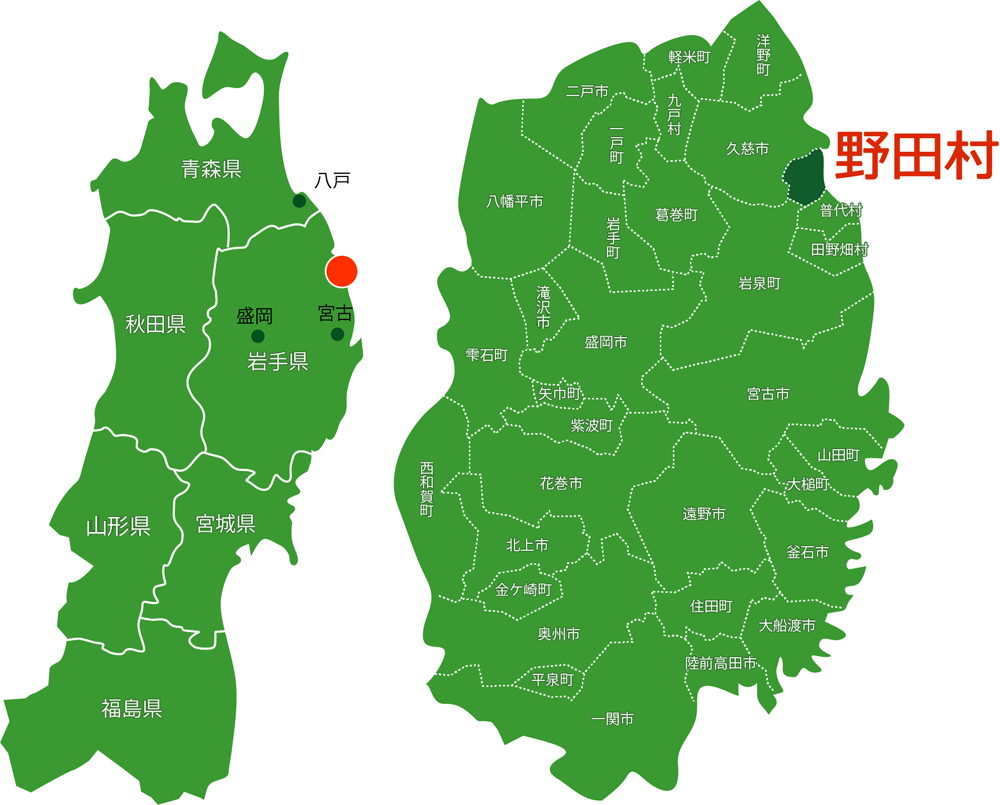 青森県
八戸
秋田県
盛岡
宮古
岩手県
山形県
宮城県
福島県
洋野町
軽米町
二戸市
九戸村
一戸町
久慈市
野田村
八幡平市
葛巻町
普代村
岩手町
田野畑村
岩泉町
滝沢市
盛岡市
雫石町
矢巾町
宮古市
紫波町
山田町
西和賀町
花巻市
大槌町
遠野市
北上市
釜石市
金ケ崎町
住田町
大船渡市
奥州市
陸前高田市
平泉町
一関市